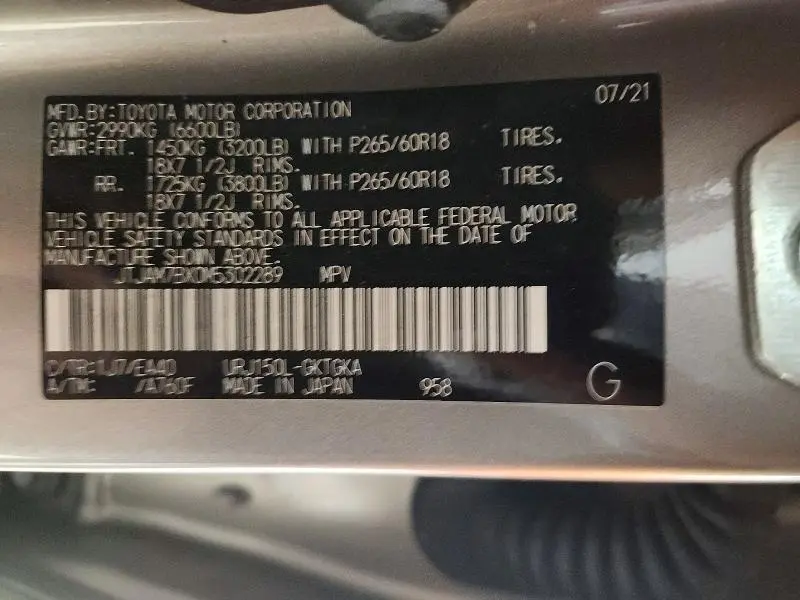 07/21
MFD.BY:TOYOTA MOTOR CORPORATION
GVWR:2990KG (6600LB)
GAWR:FRT. 1450KG (3200LB) WITH P265/60R18 TIRES.
18X7 1/2J RIMS.
RR. 1725KG (3800LB) WITH P265/60R18 TIRES.
18X7 1/2J RIMS.
THIS VEHICLE CONFORMS TO ALL APPLICABLE FEDERAL MOTOR
VEHICLE SAFETY STANDARDS IN EFFECT ON THE DATE OF
MANUFACTURE SHOWN ABOVE.
JTJAM7BX0M5302289 MPV
C/TR:1J7/EA40 URJ150L-GKTGKA
A/TM: /A760F MADE IN JAPAN 958 G